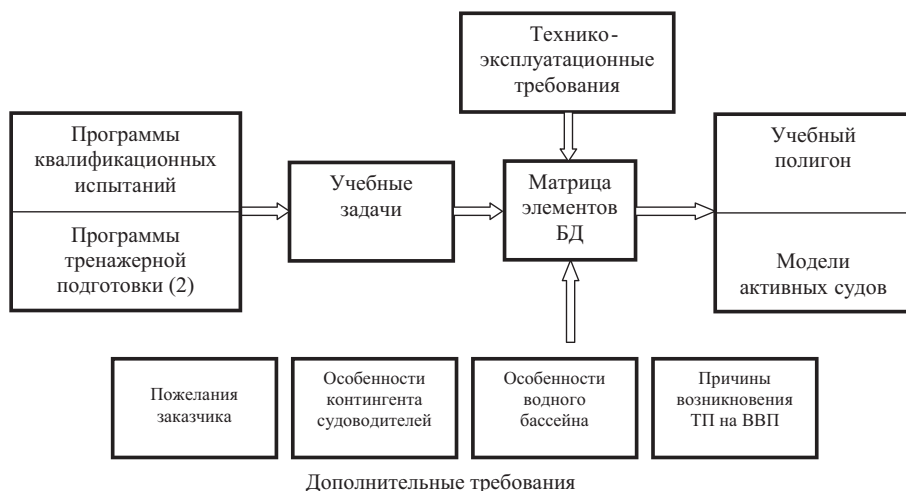 Технико-
эксплуатационные
требования
Программы
квалификационных
испытаний
Программы
тренажерной
подготовки (2)
Учебные
задачи
Матрица
элементов
БД
Учебный
полигон
Модели
активных судов
Пожелания
заказчика
Особенности
контингента
судоводителей
Особенности
водного
бассейна
Причины
возникновения
ТП на ВВП
Дополнительные требования